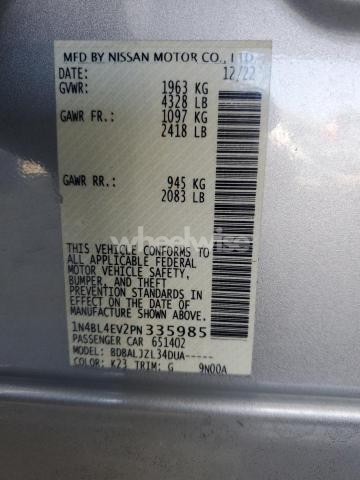 MFD BY NISSAN MOTOR CO., LTD.
DATE: 12/22
GVWR: 1963 KG
4328 LB
GAWR FR.: 1097 KG
2418 LB
GAWR RR.: 945 KG
2083 LB
THIS VEHICLE CONFORMS TO
ALL APPLICABLE FEDERAL
MOTOR VEHICLE SAFETY,
BUMPER, AND THEFT
PREVENTION STANDARDS
IN EFFECT ON THE DATE
OF MANUFACTURE SHOWN ABOVE.
1N4BL4EV2PN335985
PASSENGER CAR 651402
MODEL: BDBALJZL34DUA-----
COLOR: K23 TRIM: G 9N00A